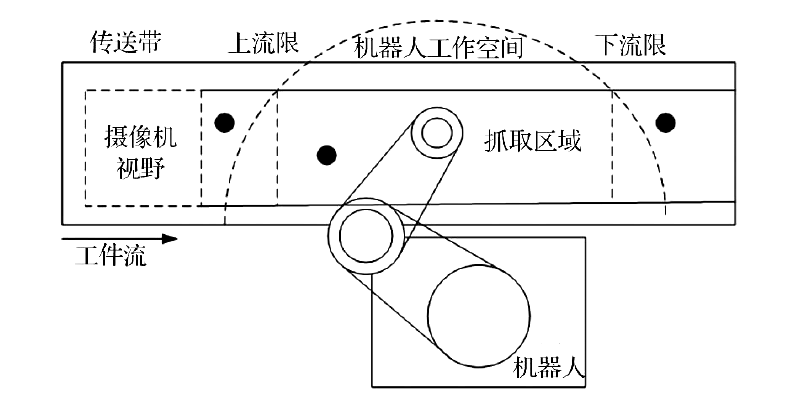 传送带
上流限
机器人工作空间
下流限
摄像机
视野
抓取区域
工件流
机器人